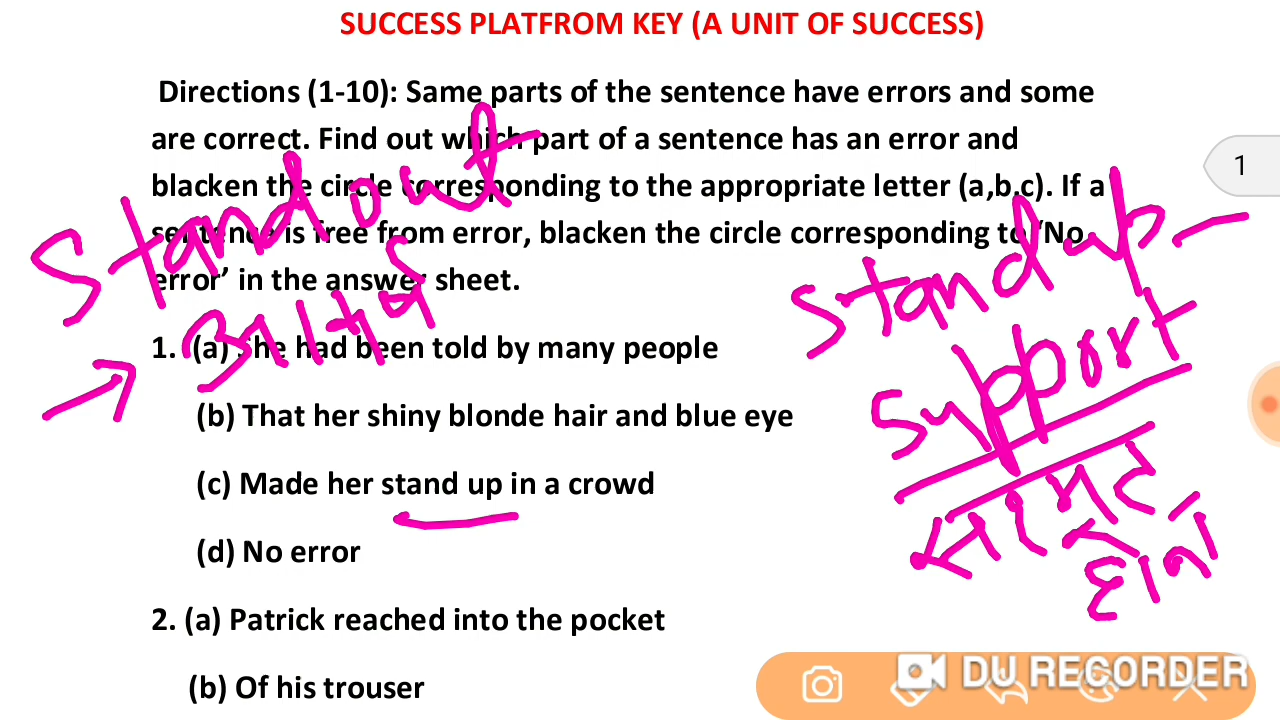 SUCCESS PLATFROM KEY (A UNIT OF SUCCESS)
Directions (1-10): Same parts of the sentence have errors and some
are correct. Find out which part of a sentence has an error and
blacken the circle corresponding to the appropriate letter (a,b,c). If a
sentence is free from error, blacken the circle corresponding to ‘No
error’ in the answer sheet.
1
Stand out
Stand up -
Support
1. (a) She had been told by many people
(b) That her shiny blonde hair and blue eye
(c) Made her stand up in a crowd
(d) No error
2. (a) Patrick reached into the pocket
(b) Of his trouser
DU RECORDER